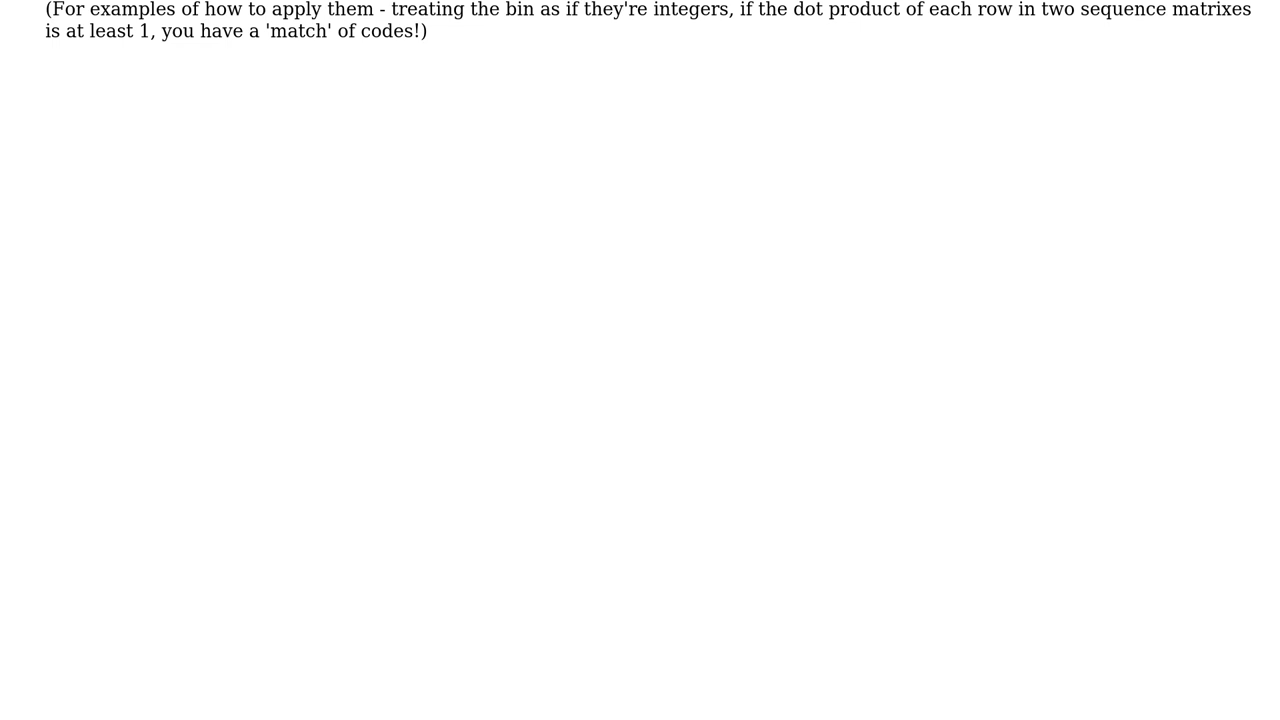 (For examples of how to apply them - treating the bin as if they're integers, if the dot product of each row in two sequence matrixes
is at least 1, you have a 'match' of codes!)